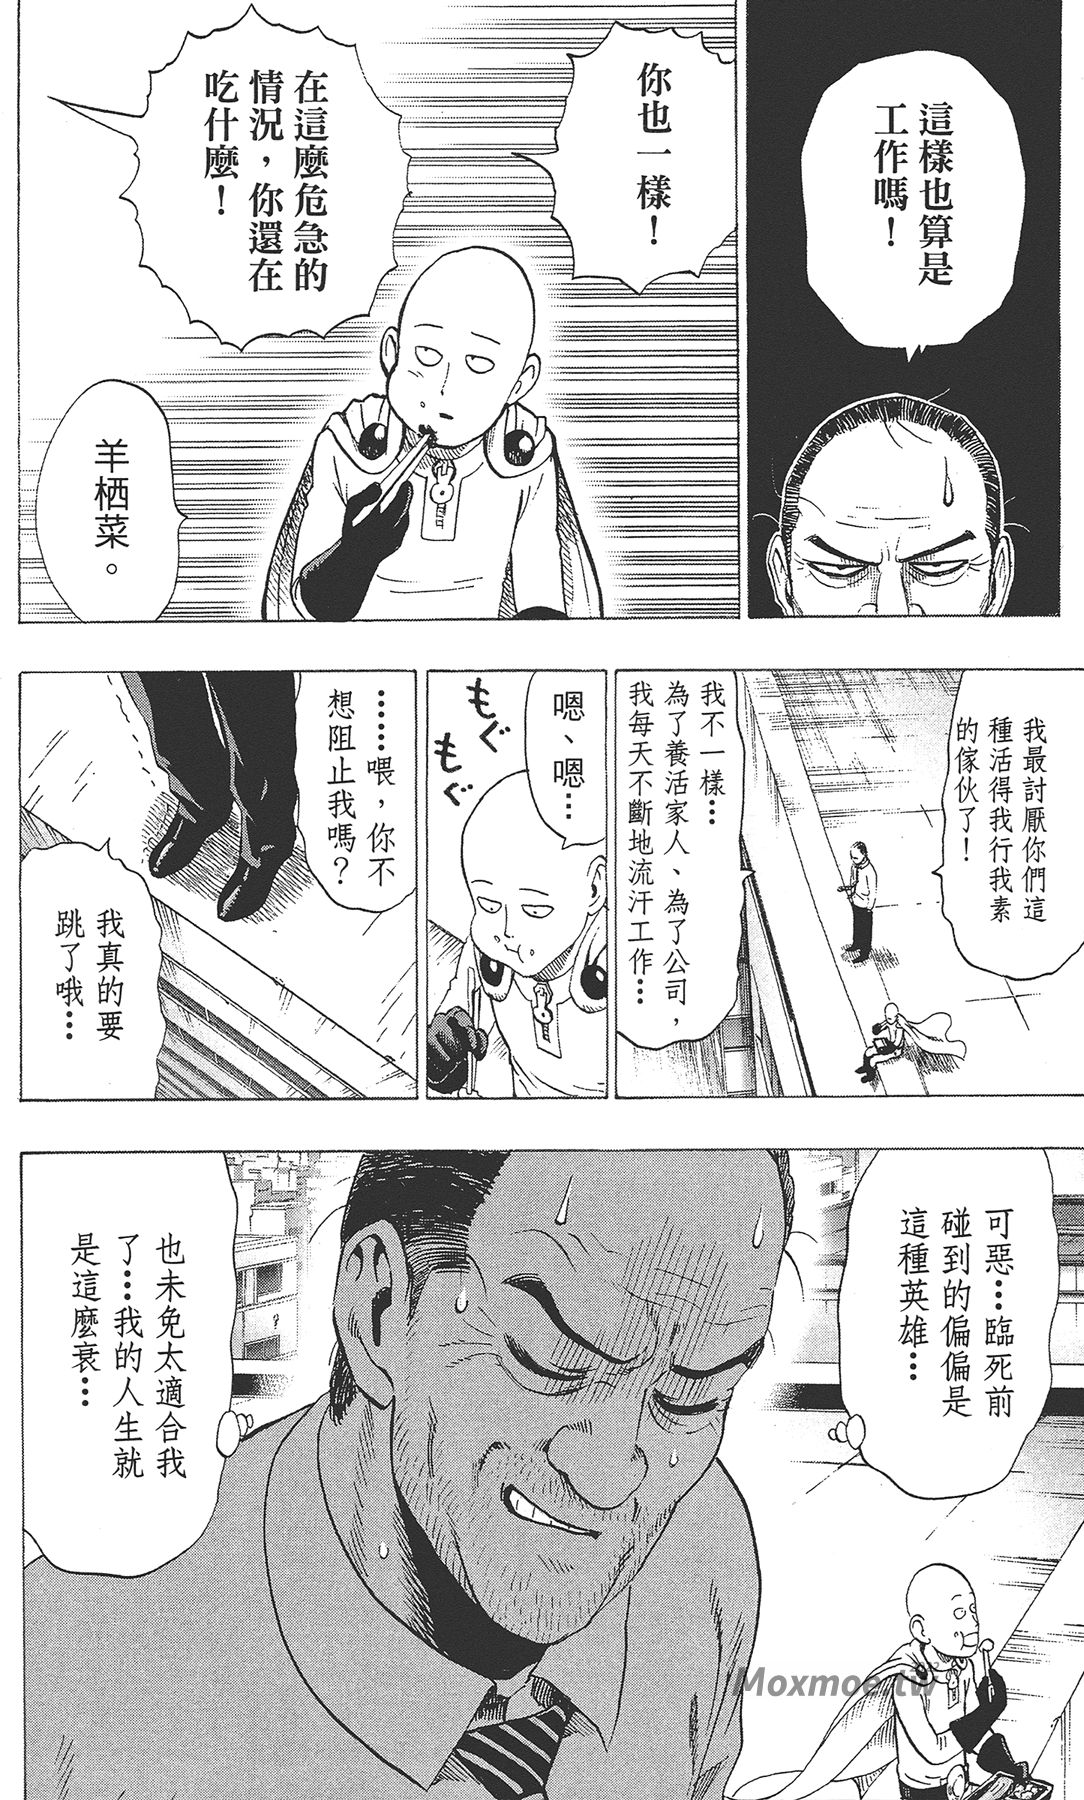 這樣也算是
工作嗎！
你也一樣！
在這麼危急的
情況，你還在
吃什麼！
羊栖菜。
我最討厭你們這
種活得我行我素
的傢伙了！
我不一樣…
為了養活家人、為了公司，
我每天不斷地流汗工作…
嗯、嗯…
もぐ
もぐ
……喂，你不
想阻止我嗎？
我真的要
跳了哦…
可惡…臨死前
碰到的偏偏是
這種英雄…
也未免太適合我
了…我的人生就
是這麼衰…
Moxmoe.tw